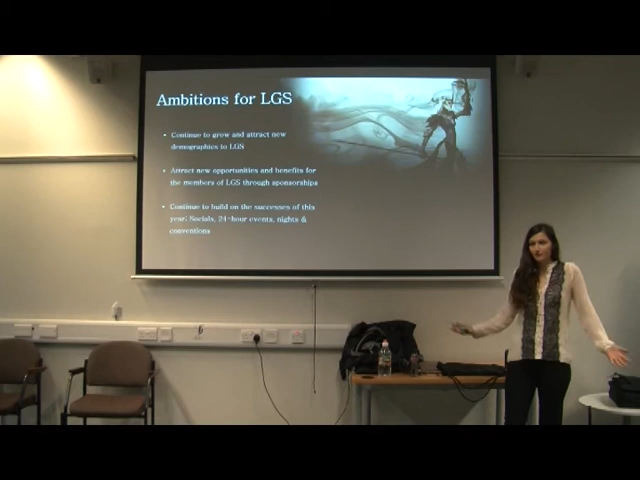 Ambitions for LGS
• Continue to grow and attract new
demographics to LGS
• Attract new opportunities and benefits for
the members of LGS through sponsorships
• Continue to build on the successes of this
year; Socials, 24-hour events, nights &
conventions